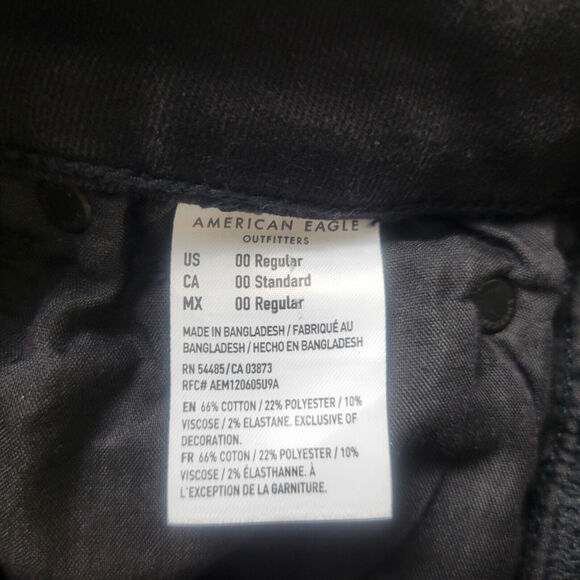 AMERICAN EAGLE
OUTFITTERS
US 00 Regular
CA 00 Standard
MX 00 Regular
MADE IN BANGLADESH / FABRIQUÉ AU
BANGLADESH / HECHO EN BANGLADESH
RN 54485 / CA 03873
RFC# AEM120605U9A
EN 66% COTTON / 22% POLYESTER / 10%
VISCOSE / 2% ELASTANE. EXCLUSIVE OF
DECORATION.
FR 66% COTON / 22% POLYESTER / 10%
VISCOSE / 2% ÉLASTHANNE. À
L'EXCEPTION DE LA GARNITURE.